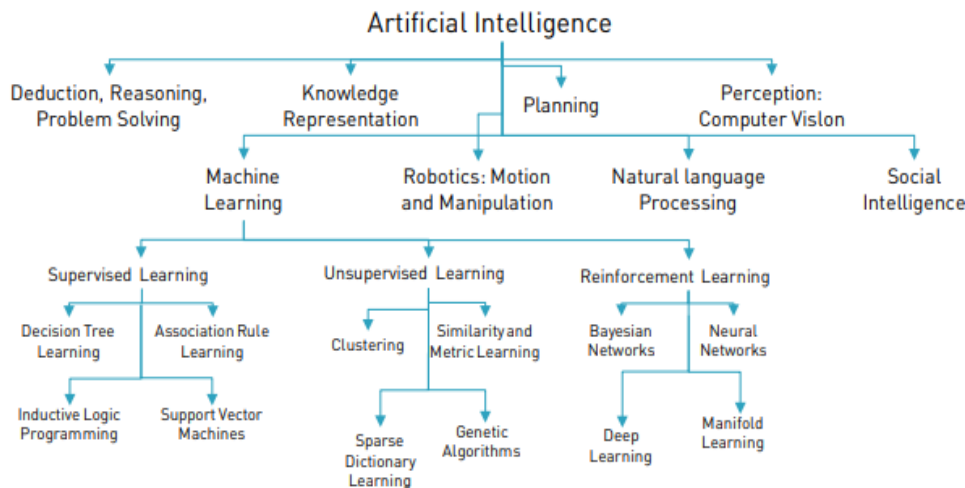 Artificial Intelligence
Deduction, Reasoning,
Problem Solving
Knowledge
Representation
Planning
Perception:
Computer Vislon
Machine
Learning
Robotics: Motion
and Manipulation
Natural language
Processing
Social
Intelligence
Supervised Learning
Unsupervised Learning
Reinforcement Learning
Decision Tree
Learning
Association Rule
Learning
Clustering
Similarity and
Metric Learning
Bayesian
Networks
Neural
Networks
Inductive Logic
Programming
Support Vector
Machines
Sparse
Dictionary
Learning
Genetic
Algorithms
Deep
Learning
Manifold
Learning